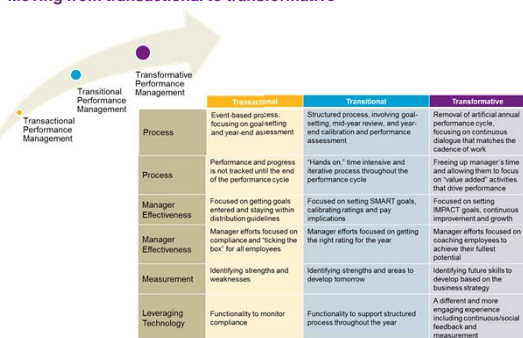 Moving from transactional to transformative
Transformative
Performance
Management
Transitional
Performance
Management
Transactional
Performance
Management
Transactional
Transitional
Transformative
Process
Event-based process,
focusing on goal-setting
and year-end assessment
Structured process, involving goal-
setting, mid-year review, and year-
end calibration and performance
assessment
Removal of artificial annual
performance cycle,
focusing on continuous
dialogue that matches the
cadence of work
Process
Performance and progress
is not tracked until the end
of the performance cycle
"Hands on," time intensive and
iterative process throughout the
performance cycle
Freeing up manager's time
and allowing them to focus
on "value added" activities
that drive performance
Manager
Effectiveness
Focused on getting goals
entered and staying within
distribution guidelines
Focused on setting SMART goals,
calibrating ratings and pay
implications
Focused on setting
IMPACT goals, continuous
improvement and growth
Manager
Effectiveness
Manager efforts focused on
compliance and "ticking the
box" for all employees
Manager efforts focused on getting
the right rating for the year
Manager efforts focused on
coaching employees to
achieve their fullest
potential
Measurement
Identifying strengths and
weaknesses
Identifying strengths and areas to
develop tomorrow
Identifying future skills to
develop based on the
business strategy
Leveraging
Technology
Functionality to monitor
compliance
Functionality to support structured
process throughout the year
A different and more
engaging experience
including continuous/social
feedback and
measurement